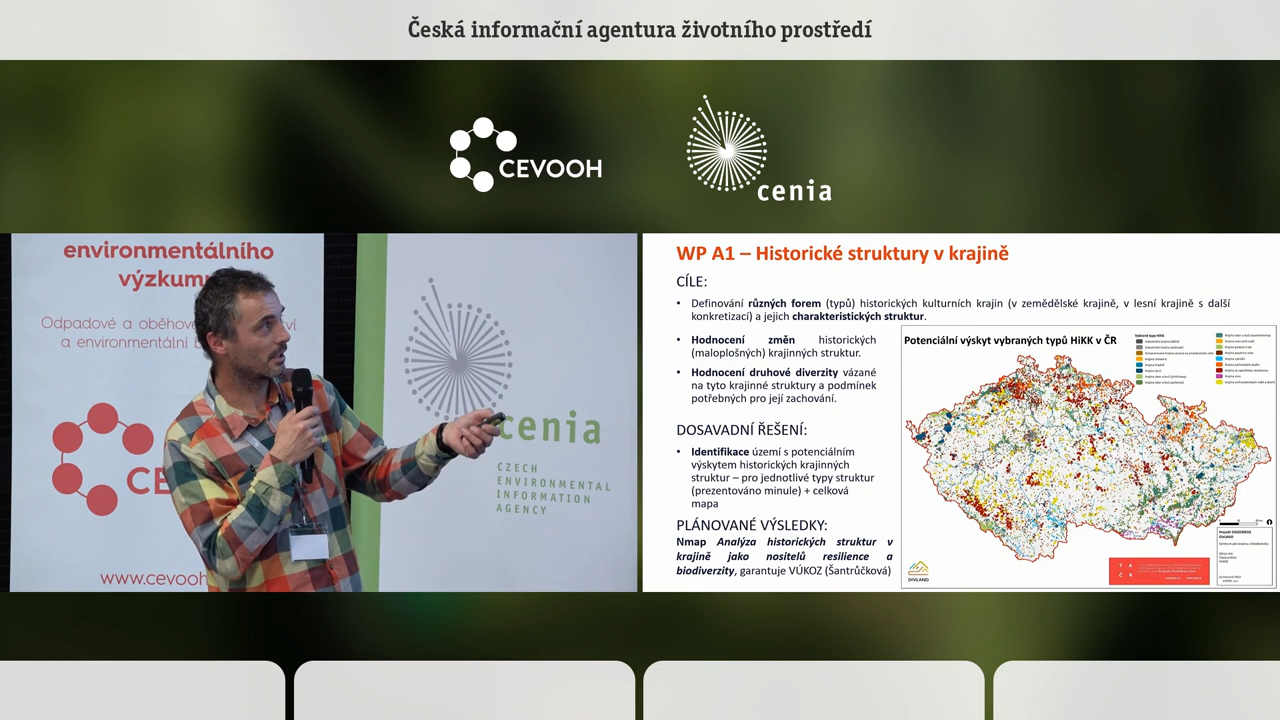 Česká informační agentura životního prostředí
CEVOOH
cenia
environmentálního
výzkumu
Odpadové a oběhové
a environmentální
CE
www.cevooh
cenia
CZECH
ENVIRONMENTAL
INFORMATION
AGENCY
WP A1 – Historické struktury v krajině
CÍLE:
• Definování různých forem (typů) historických kulturních krajin (v zemědělské krajině, v lesní krajině s další
konkretizací) a jejich charakteristických struktur.
• Hodnocení změn historických
(maloplošných) krajinných struktur.
• Hodnocení druhové diverzity vázané
na tyto krajinné struktury a podmínek
potřebných pro její zachování.
DOSAVADNÍ ŘEŠENÍ:
• Identifikace území s potenciálním
výskytem historických krajinných
struktur – pro jednotlivé typy struktur
(prezentováno minule) + celková
mapa
PLÁNOVANÉ VÝSLEDKY:
Nmap Analýza historických struktur v
krajině jako nositelů resilience a
biodiverzity, garantuje VÚKOZ (Šantrůčková)
Potenciální výskyt vybraných typů HiKK v ČR
DIVLAND
T A
Č R